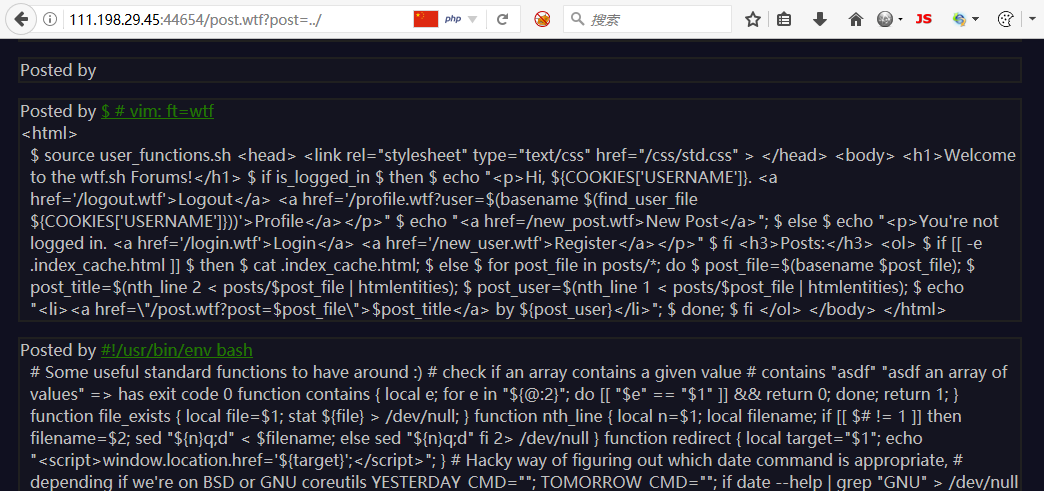 111.198.29.45:44654/post.wtf?post=../
php
搜索
JS
Posted by
Posted by $ # vim: ft=wtf
<html>
$ source user_functions.sh <head> <link rel="stylesheet" type="text/css" href="/css/std.css" > </head> <body> <h1>Welcome
to the wtf.sh Forums!</h1> $ if is_logged_in $ then $ echo "<p>Hi, ${COOKIES['USERNAME']}. <a
href='/logout.wtf'>Logout</a> <a href='/profile.wtf?user=$(basename $(find_user_file
${COOKIES['USERNAME']}))'>Profile</a></p>" $ echo "<a href=/new_post.wtf>New Post</a>"; $ else $ echo "<p>You're not
logged in. <a href='/login.wtf'>Login</a> <a href='/new_user.wtf'>Register</a></p>" $ fi <h3>Posts:</h3> <ol> $ if [[ -e
.index_cache.html ]] $ then $ cat .index_cache.html; $ else $ for post_file in posts/*; do $ post_file=$(basename $post_file); $
post_title=$(nth_line 2 < posts/$post_file | htmlentities); $ post_user=$(nth_line 1 < posts/$post_file | htmlentities); $ echo
"<li><a href=\"/post.wtf?post=$post_file\">$post_title</a> by ${post_user}</li>"; $ done; $ fi </ol> </body> </html>
Posted by #!/usr/bin/env bash
# Some useful standard functions to have around :) # check if an array contains a given value # contains "asdf" "asdf an array of
values" => has exit code 0 function contains { local e; for e in "${@:2}"; do [[ "$e" == "$1" ]] && return 0; done; return 1; }
function file_exists { local file=$1; stat ${file} > /dev/null; } function nth_line { local n=$1; local filename; if [[ $# != 1 ]] then
filename=$2; sed "${n}q;d" < $filename; else sed "${n}q;d" fi 2> /dev/null } function redirect { local target="$1"; echo
"<script>window.location.href='${target}';</script>"; } # Hacky way of figuring out which date command is appropriate, #
depending if we're on BSD or GNU coreutils YESTERDAY_CMD=""; TOMORROW_CMD=""; if date --help | grep "GNU" > /dev/null